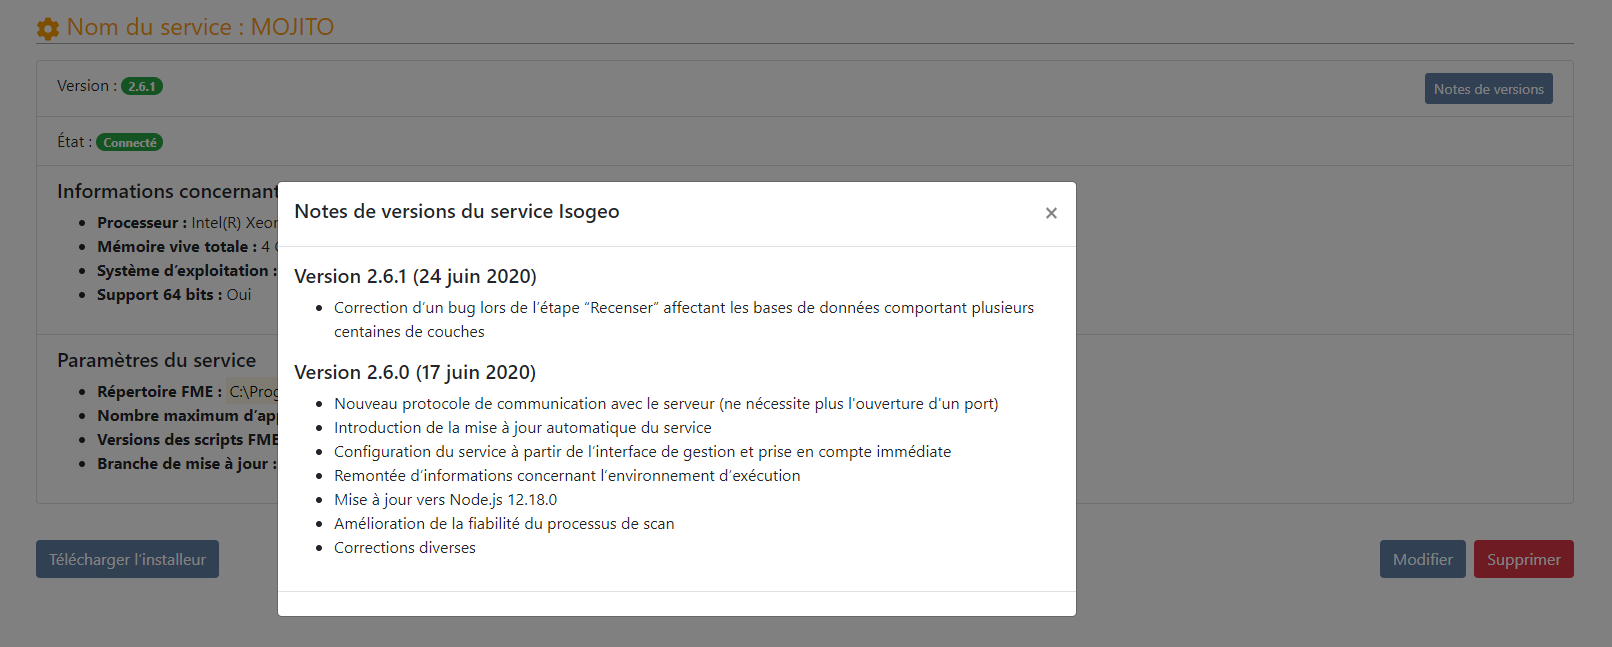 Nom du service : MOJITO
Version : 2.6.1
Notes de versions
État : Connecté
Informations concernant
Processeur : Intel(R) Xeon
Mémoire vive totale : 4
Système d’exploitation :
Support 64 bits : Oui
Paramètres du service
Répertoire FME : C:\Prog
Nombre maximum d’app
Versions des scripts FME
Branche de mise à jour :
Notes de versions du service Isogeo
×
Version 2.6.1 (24 juin 2020)
Correction d’un bug lors de l’étape “Recenser” affectant les bases de données comportant plusieurs
centaines de couches
Version 2.6.0 (17 juin 2020)
Nouveau protocole de communication avec le serveur (ne nécessite plus l'ouverture d'un port)
Introduction de la mise à jour automatique du service
Configuration du service à partir de l’interface de gestion et prise en compte immédiate
Remontée d’informations concernant l’environnement d’exécution
Mise à jour vers Node.js 12.18.0
Amélioration de la fiabilité du processus de scan
Corrections diverses
Télécharger l’installeur
Modifier
Supprimer